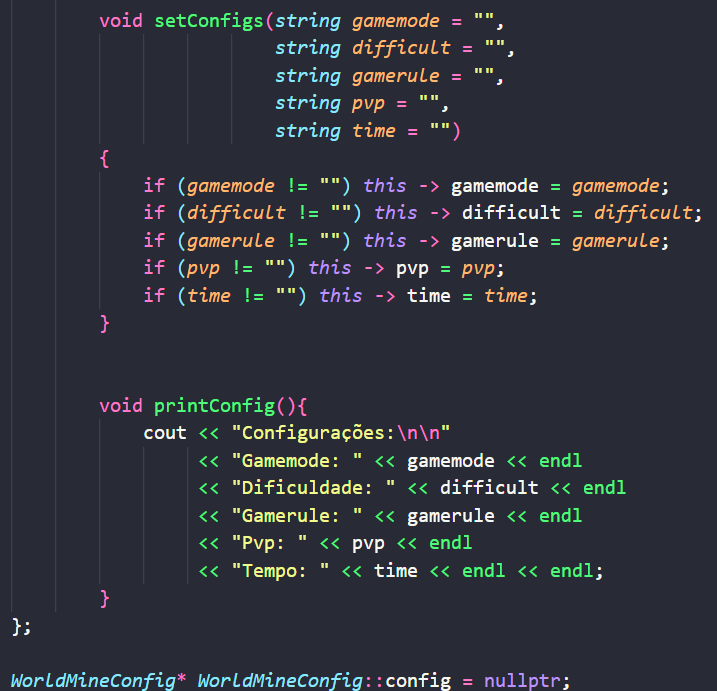 void setConfigs(string gamemode = "",
string difficult = "",
string gamerule = "",
string pvp = "",
string time = "")
{
if (gamemode != "") this -> gamemode = gamemode;
if (difficult != "") this -> difficult = difficult;
if (gamerule != "") this -> gamerule = gamerule;
if (pvp != "") this -> pvp = pvp;
if (time != "") this -> time = time;
}
void printConfig(){
cout << "Configurações:\n\n"
<< "Gamemode: " << gamemode << endl
<< "Dificuldade: " << difficult << endl
<< "Gamerule: " << gamerule << endl
<< "Pvp: " << pvp << endl
<< "Tempo: " << time << endl << endl;
}
};
WorldMineConfig* WorldMineConfig::config = nullptr;